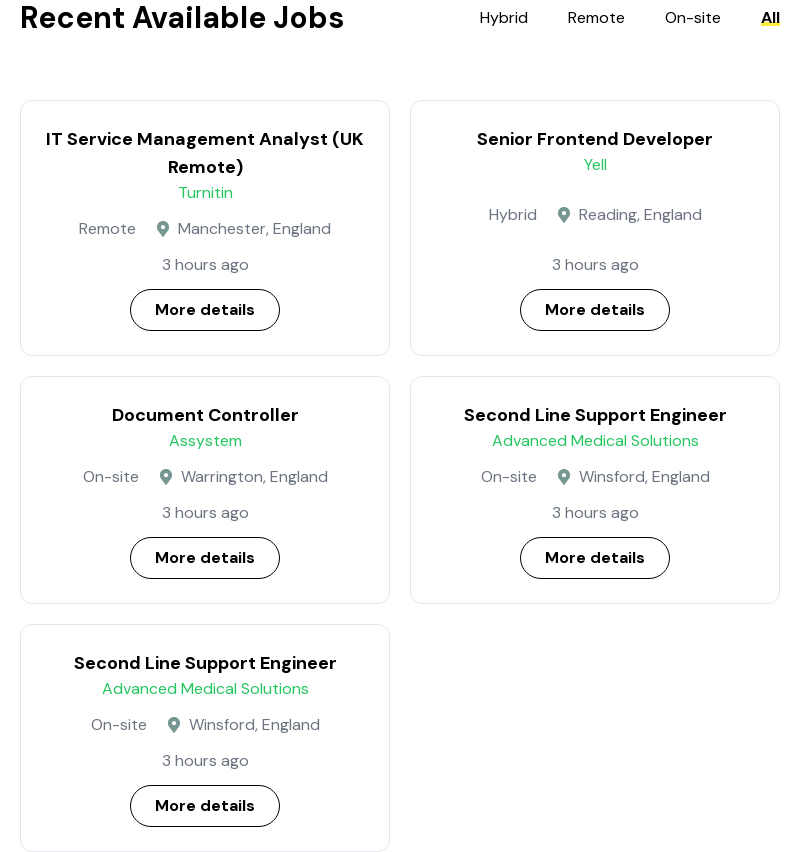 Recent Available Jobs
Hybrid Remote On-site All
IT Service Management Analyst (UK
Remote)
Turnitin
Remote Manchester, England
3 hours ago
More details
Senior Frontend Developer
Yell
Hybrid Reading, England
3 hours ago
More details
Document Controller
Assystem
On-site Warrington, England
3 hours ago
More details
Second Line Support Engineer
Advanced Medical Solutions
On-site Winsford, England
3 hours ago
More details
Second Line Support Engineer
Advanced Medical Solutions
On-site Winsford, England
3 hours ago
More details